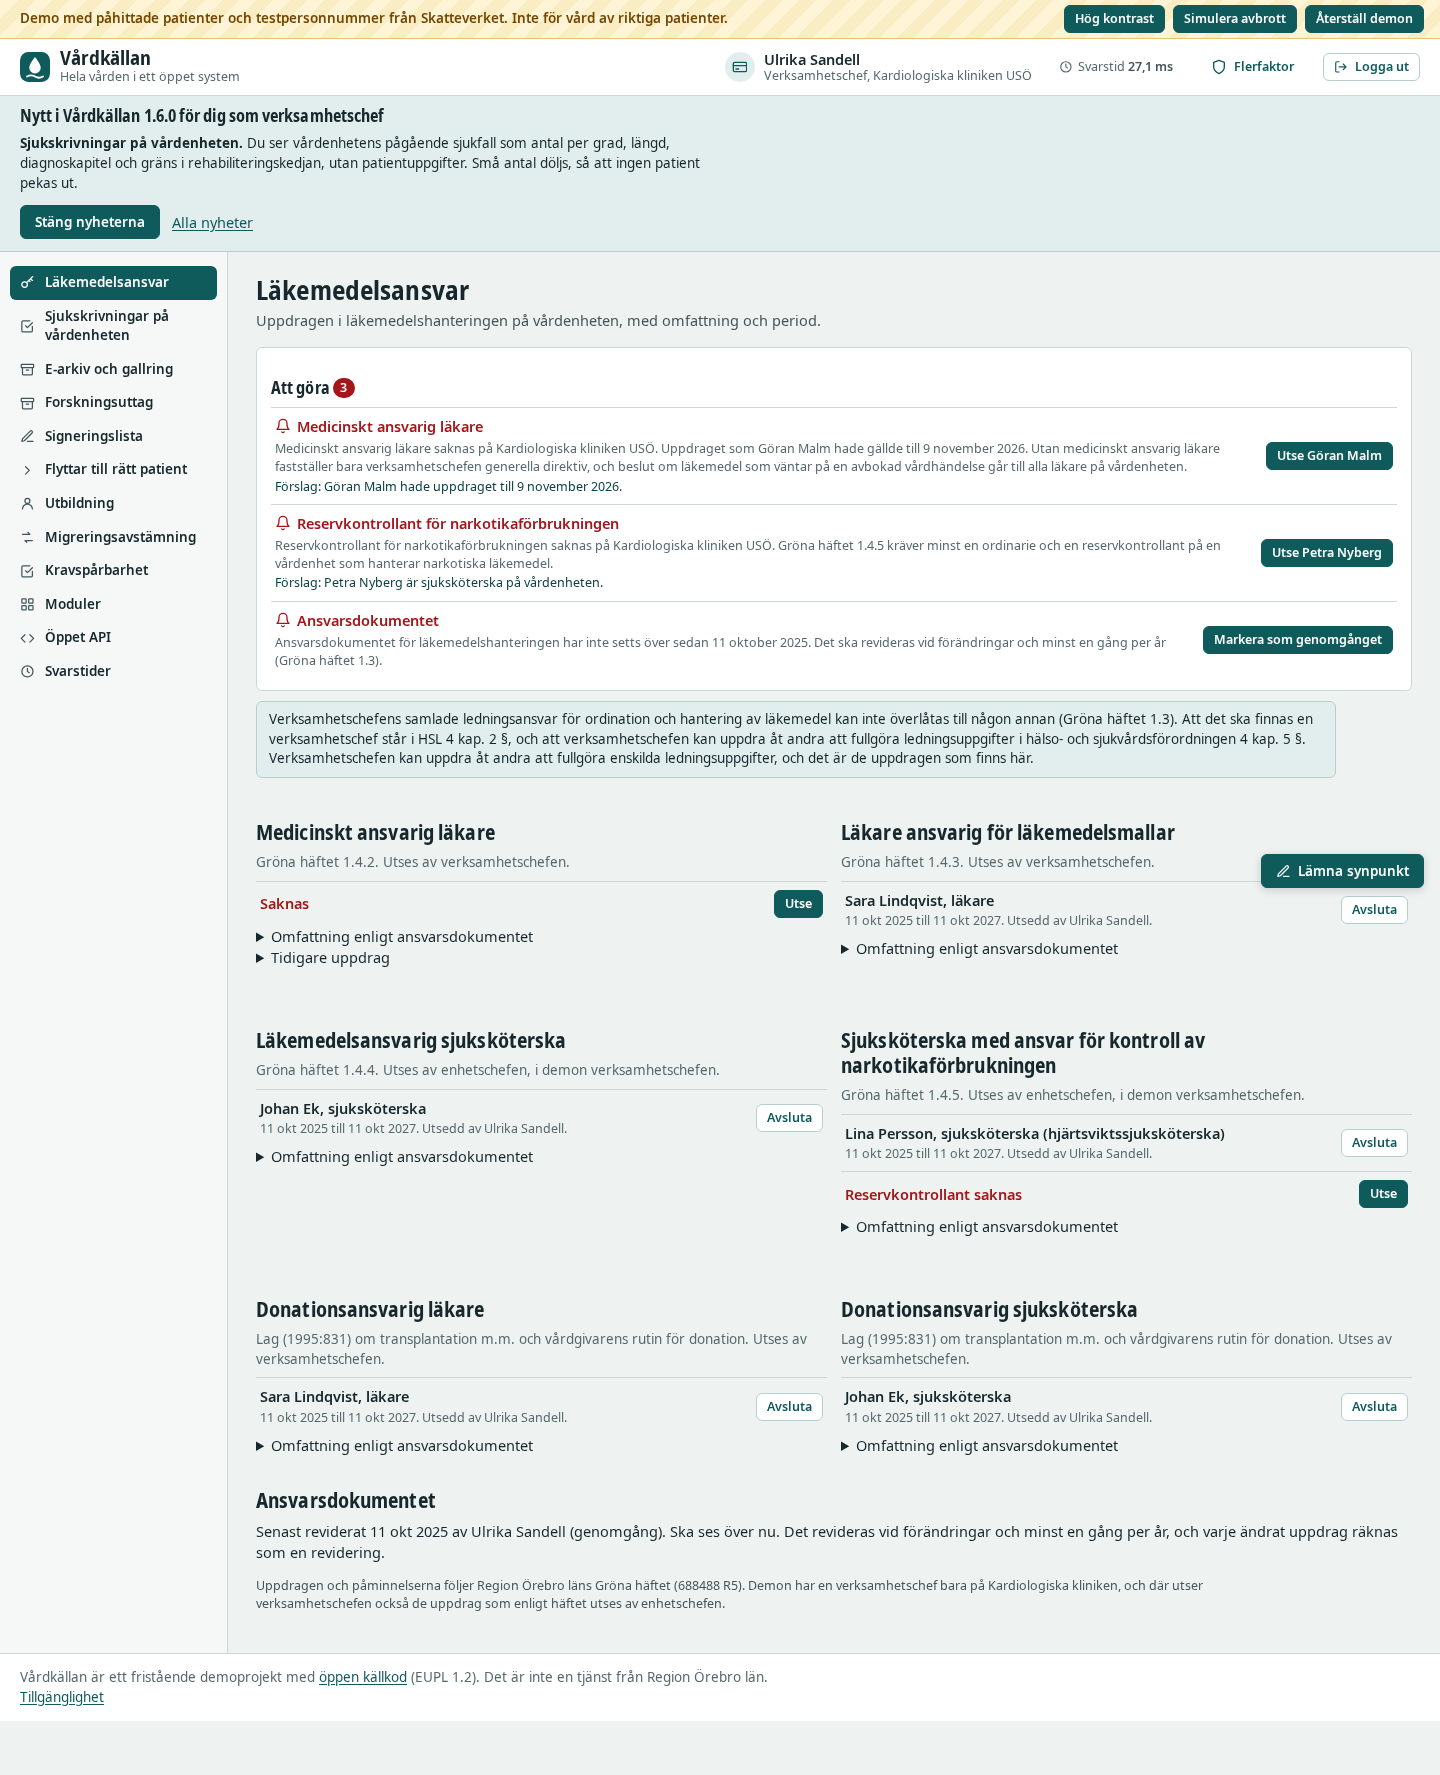 Demo med påhittade patienter och testpersonnummer från Skatteverket. Inte för vård av riktiga patienter.
Hög kontrast
Simulera avbrott
Återställ demon
Vårdkällan
Hela vården i ett öppet system
Ulrika Sandell
Verksamhetschef, Kardiologiska kliniken USÖ
Svarstid 27,1 ms
Flerfaktor
Logga ut
Nytt i Vårdkällan 1.6.0 för dig som verksamhetschef
Sjukskrivningar på vårdenheten. Du ser vårdenhetens pågående sjukfall som antal per grad, längd,
diagnoskapitel och gräns i rehabiliteringskedjan, utan patientuppgifter. Små antal döljs, så att ingen patient
pekas ut.
Stäng nyheterna
Alla nyheter
Läkemedelsansvar
Sjukskrivningar på
vårdenheten
E-arkiv och gallring
Forskningsuttag
Signeringslista
Flyttar till rätt patient
Utbildning
Migreringsavstämning
Kravspårbarhet
Moduler
Öppet API
Svarstider
Läkemedelsansvar
Uppdragen i läkemedelshanteringen på vårdenheten, med omfattning och period.
Att göra 3
Medicinskt ansvarig läkare
Medicinskt ansvarig läkare saknas på Kardiologiska kliniken USÖ. Uppdraget som Göran Malm hade gällde till 9 november 2026. Utan medicinskt ansvarig läkare
fastställer bara verksamhetschefen generella direktiv, och beslut om läkemedel som väntar på en avbokad vårdhändelse går till alla läkare på vårdenheten.
Förslag: Göran Malm hade uppdraget till 9 november 2026.
Utse Göran Malm
Reservkontrollant för narkotikaförbrukningen
Reservkontrollant för narkotikaförbrukningen saknas på Kardiologiska kliniken USÖ. Gröna häftet 1.4.5 kräver minst en ordinarie och en reservkontrollant på en
vårdenhet som hanterar narkotiska läkemedel.
Förslag: Petra Nyberg är sjuksköterska på vårdenheten.
Utse Petra Nyberg
Ansvarsdokumentet
Ansvarsdokumentet för läkemedelshanteringen har inte setts över sedan 11 oktober 2025. Det ska revideras vid förändringar och minst en gång per år
(Gröna häftet 1.3).
Markera som genomgånget
Verksamhetschefens samlade ledningsansvar för ordination och hantering av läkemedel kan inte överlåtas till någon annan (Gröna häftet 1.3). Att det ska finnas en
verksamhetschef står i HSL 4 kap. 2 §, och att verksamhetschefen kan uppdra åt andra att fullgöra ledningsuppgifter i hälso- och sjukvårdsförordningen 4 kap. 5 §.
Verksamhetschefen kan uppdra åt andra att fullgöra enskilda ledningsuppgifter, och det är de uppdragen som finns här.
Medicinskt ansvarig läkare
Gröna häftet 1.4.2. Utses av verksamhetschefen.
Saknas
Utse
Omfattning enligt ansvarsdokumentet
Tidigare uppdrag
Läkare ansvarig för läkemedelsmallar
Gröna häftet 1.4.3. Utses av verksamhetschefen.
Lämna synpunkt
Sara Lindqvist, läkare
11 okt 2025 till 11 okt 2027. Utsedd av Ulrika Sandell.
Avsluta
Omfattning enligt ansvarsdokumentet
Läkemedelsansvarig sjuksköterska
Gröna häftet 1.4.4. Utses av enhetschefen, i demon verksamhetschefen.
Johan Ek, sjuksköterska
11 okt 2025 till 11 okt 2027. Utsedd av Ulrika Sandell.
Avsluta
Omfattning enligt ansvarsdokumentet
Sjuksköterska med ansvar för kontroll av
narkotikaförbrukningen
Gröna häftet 1.4.5. Utses av enhetschefen, i demon verksamhetschefen.
Lina Persson, sjuksköterska (hjärtsviktssjuksköterska)
11 okt 2025 till 11 okt 2027. Utsedd av Ulrika Sandell.
Avsluta
Reservkontrollant saknas
Utse
Omfattning enligt ansvarsdokumentet
Donationsansvarig läkare
Lag (1995:831) om transplantation m.m. och vårdgivarens rutin för donation. Utses av
verksamhetschefen.
Sara Lindqvist, läkare
11 okt 2025 till 11 okt 2027. Utsedd av Ulrika Sandell.
Avsluta
Omfattning enligt ansvarsdokumentet
Donationsansvarig sjuksköterska
Lag (1995:831) om transplantation m.m. och vårdgivarens rutin för donation. Utses av
verksamhetschefen.
Johan Ek, sjuksköterska
11 okt 2025 till 11 okt 2027. Utsedd av Ulrika Sandell.
Avsluta
Omfattning enligt ansvarsdokumentet
Ansvarsdokumentet
Senast reviderat 11 okt 2025 av Ulrika Sandell (genomgång). Ska ses över nu. Det revideras vid förändringar och minst en gång per år, och varje ändrat uppdrag räknas
som en revidering.
Uppdragen och påminnelserna följer Region Örebro läns Gröna häftet (688488 R5). Demon har en verksamhetschef bara på Kardiologiska kliniken, och där utser
verksamhetschefen också de uppdrag som enligt häftet utses av enhetschefen.
Vårdkällan är ett fristående demoprojekt med öppen källkod (EUPL 1.2). Det är inte en tjänst från Region Örebro län.
Tillgänglighet